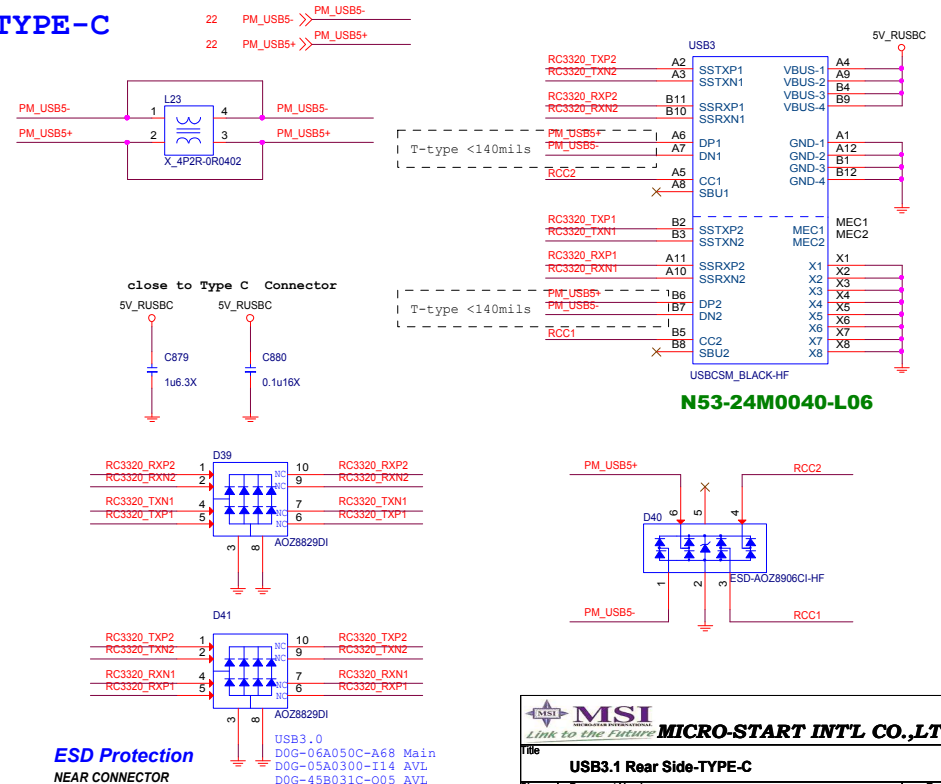 TYPE-C
22 PM_USB5- PM_USB5-
22 PM_USB5+ PM_USB5+
PM_USB5- 1 L23 4 PM_USB5-
PM_USB5+ 2 3 PM_USB5+
X_4P2R-0R0402
USB3
5V_RUSBC
RC3320_TXP2 A2 SSTXP1 VBUS-1 A4
RC3320_TXN2 A3 SSTXN1 VBUS-2 A9
VBUS-3 B4
RC3320_RXP2 B11 SSRXP1 VBUS-4 B9
RC3320_RXN2 B10 SSRXN1
T-type <140mils
PM_USB5+ A6 DP1 GND-1 A1
PM_USB5- A7 DN1 GND-2 A12
GND-3 B1
RCC2 A5 CC1 GND-4 B12
A8 SBU1
RC3320_TXP1 B2 SSTXP2 MEC1 MEC1
RC3320_TXN1 B3 SSTXN2 MEC2 MEC2
RC3320_RXP1 A11 SSRXP2 X1 X1
RC3320_RXN1 A10 SSRXN2 X2 X2
X3 X3
T-type <140mils
PM_USB5+ B6 DP2 X4 X4
PM_USB5- B7 DN2 X5 X5
X6 X6
RCC1 B5 CC2 X7 X7
B8 SBU2 X8 X8
USBCSM_BLACK-HF
N53-24M0040-L06
close to Type C Connector
5V_RUSBC 5V_RUSBC
C879 C880
1u6.3X 0.1u16X
D39
RC3320_RXP2 1 NC 10 RC3320_RXP2
RC3320_RXN2 2 NC 9 RC3320_RXN2
RC3320_TXN1 4 NC 7 RC3320_TXN1
RC3320_TXP1 5 NC 6 RC3320_TXP1
3 8 AOZ8829DI
PM_USB5+ RCC2
6 5 4
D40
ESD-AOZ8906CI-HF
1 2 3
PM_USB5- RCC1
D41
RC3320_TXP2 1 NC 10 RC3320_TXP2
RC3320_TXN2 2 NC 9 RC3320_TXN2
RC3320_RXN1 4 NC 7 RC3320_RXN1
RC3320_RXP1 5 NC 6 RC3320_RXP1
3 8 AOZ8829DI
ESD Protection
NEAR CONNECTOR
USB3.0
D0G-06A050C-A68 Main
D0G-05A0300-I14 AVL
D0G-45B031C-O05 AVL
MSI
MICRO-STAR INTERNATIONAL
Link to the Future
MICRO-START INT'L CO.,LT
Title
USB3.1 Rear Side-TYPE-C